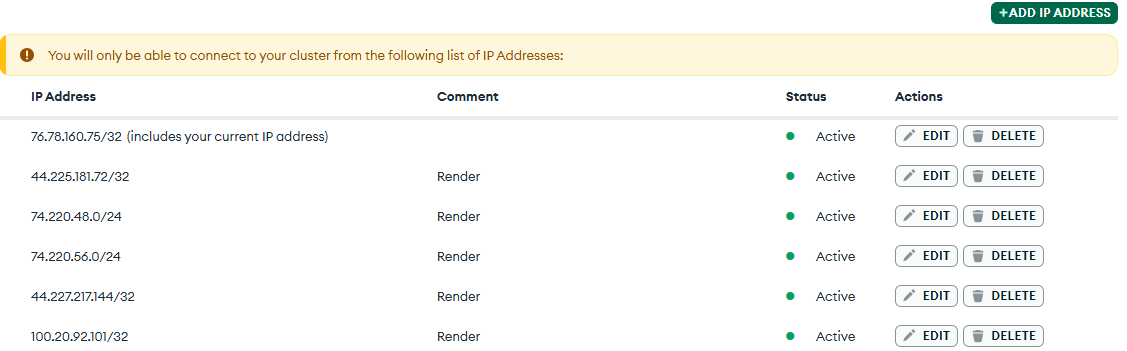 +ADD IP ADDRESS
You will only be able to connect to your cluster from the following list of IP Addresses:
IP Address Comment Status Actions
76.78.160.75/32 (includes your current IP address) Active EDIT DELETE
44.225.181.72/32 Render Active EDIT DELETE
74.220.48.0/24 Render Active EDIT DELETE
74.220.56.0/24 Render Active EDIT DELETE
44.227.217.144/32 Render Active EDIT DELETE
100.20.92.101/32 Render Active EDIT DELETE